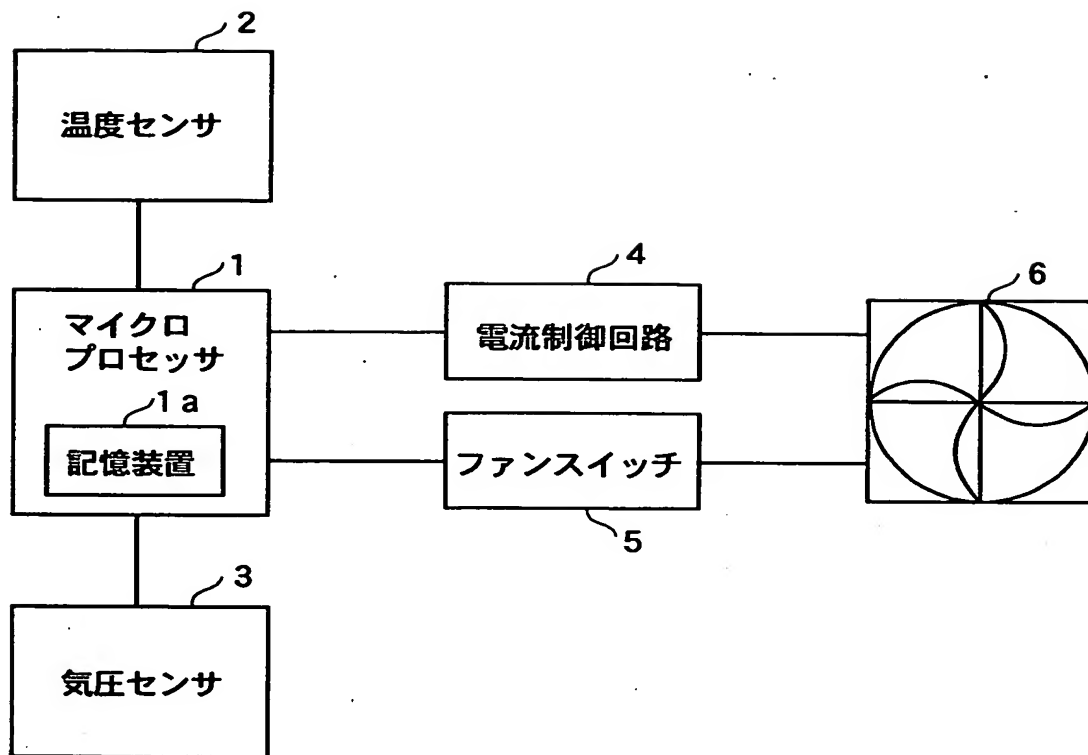 2
温度センサ
1
マイクロ
プロセッサ
1a
記憶装置
4
電流制御回路
6
ファンスイッチ
5
3
気圧センサ